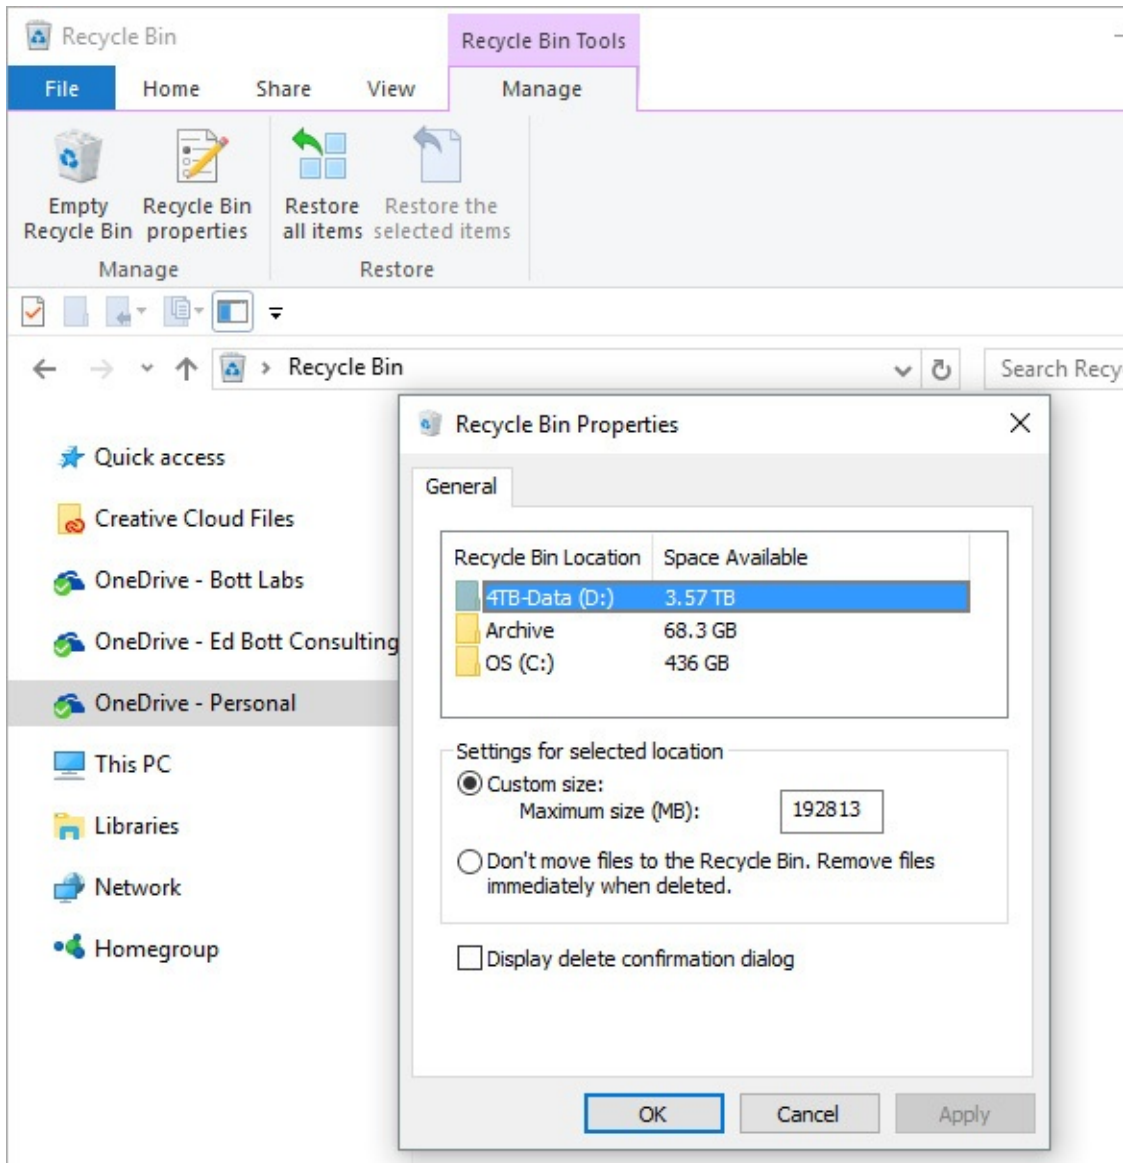 Recycle Bin
Recycle Bin Tools
File
Home
Share
View
Manage
Empty
Recycle Bin
Recycle Bin
properties
Restore
all items
Restore the
selected items
Manage
Restore
Recycle Bin
Search Recy
Quick access
Creative Cloud Files
OneDrive - Bott Labs
OneDrive - Ed Bott Consulting
OneDrive - Personal
This PC
Libraries
Network
Homegroup
Recycle Bin Properties
General
Recycle Bin Location Space Available
4TB-Data (D:) 3.57 TB
Archive 68.3 GB
OS (C:) 436 GB
Settings for selected location
Custom size:
Maximum size (MB): 192813
Don't move files to the Recycle Bin. Remove files
immediately when deleted.
Display delete confirmation dialog
OK
Cancel
Apply